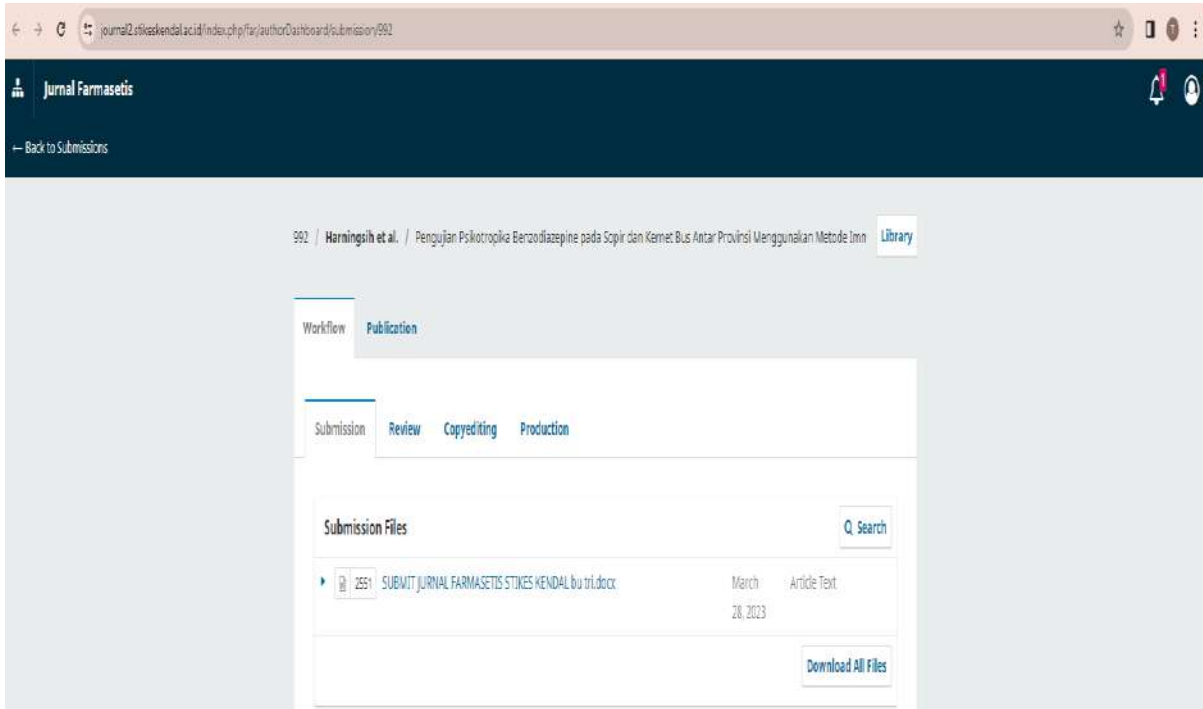 journal2.stikeskendal.ac.id/index.php/far/authorDashboard/submission/992
Jurnal Farmasetis
1
← Back to Submissions
992 / Harningsih et al. / Pengujian Psikotropika Benzodiazepine pada Sopir dan Kernet Bus Antar Provinsi Menggunakan Metode Imn
Library
Workflow Publication
Submission Review Copyediting Production
Submission Files
Search
2551 SUBMIT JURNAL FARMASETIS STIKES KENDAL bu tri.docx March 28, 2023 Article Text
Download All Files